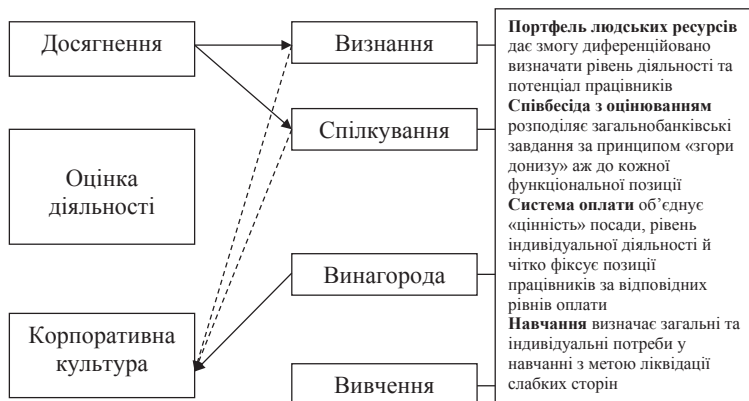 Досягнення
Оцінка
діяльності
Корпоративна
культура
Визнання
Спілкування
Винагорода
Вивчення
Портфель людських ресурсів
дає змогу диференційовано
визначати рівень діяльності та
потенціал працівників
Співбесіда з оцінюванням
розподіляє загальнобанківські
завдання за принципом «згори
донизу» аж до кожної
функціональної позиції
Система оплати об’єднує
«цінність» посади, рівень
індивідуальної діяльності й
чітко фіксує позиції
працівників за відповідних
рівнів оплати
Навчання визначає загальні та
індивідуальні потреби у
навчанні з метою ліквідації
слабких сторін